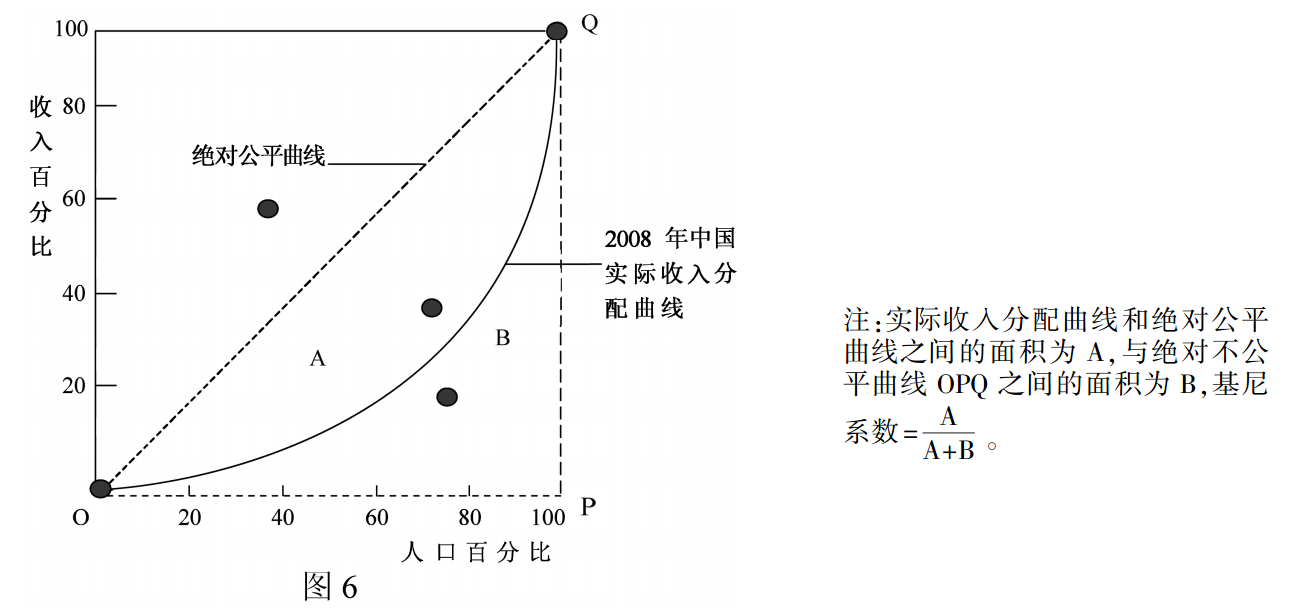 100
Q
收入百分比
80
绝对公平曲线
60
2008 年中国
实际收入分
配曲线
40
A
B
20
O
20
40
60
80
100
P
人口百分比
图 6
注:实际收入分配曲线和绝对公平
曲线之间的面积为 A,与绝对不公
平曲线 OPQ 之间的面积为 B,基尼
系数=A/A+B。